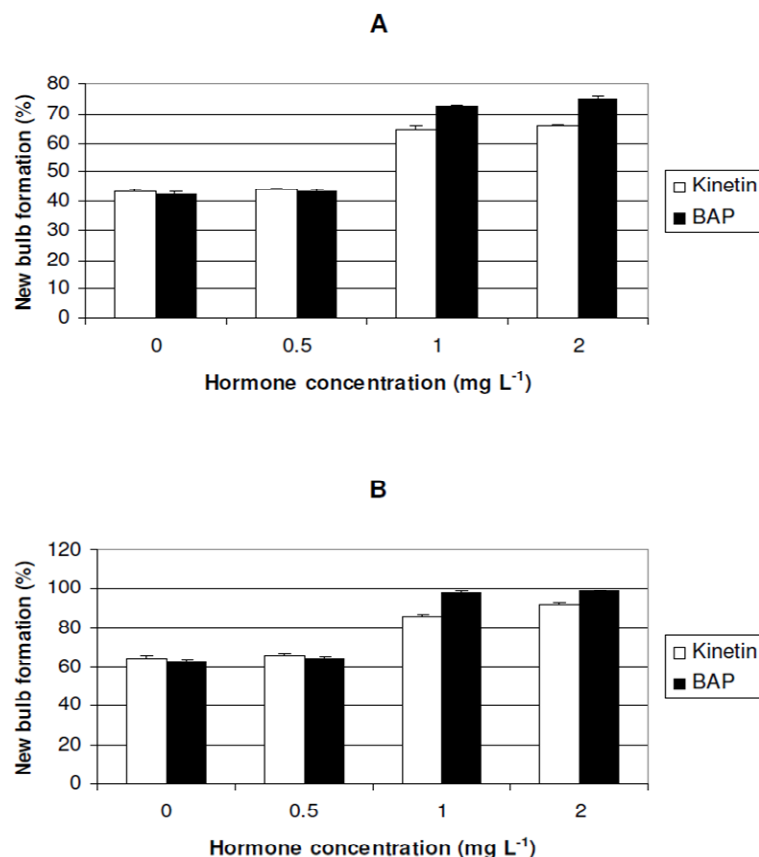 A
New bulb formation (%)
80
70
60
50
40
30
20
10
0
0 0.5 1 2
Hormone concentration (mg L⁻¹)
Kinetin
BAP
B
New bulb formation (%)
120
100
80
60
40
20
0
0 0.5 1 2
Hormone concentration (mg L⁻¹)
Kinetin
BAP